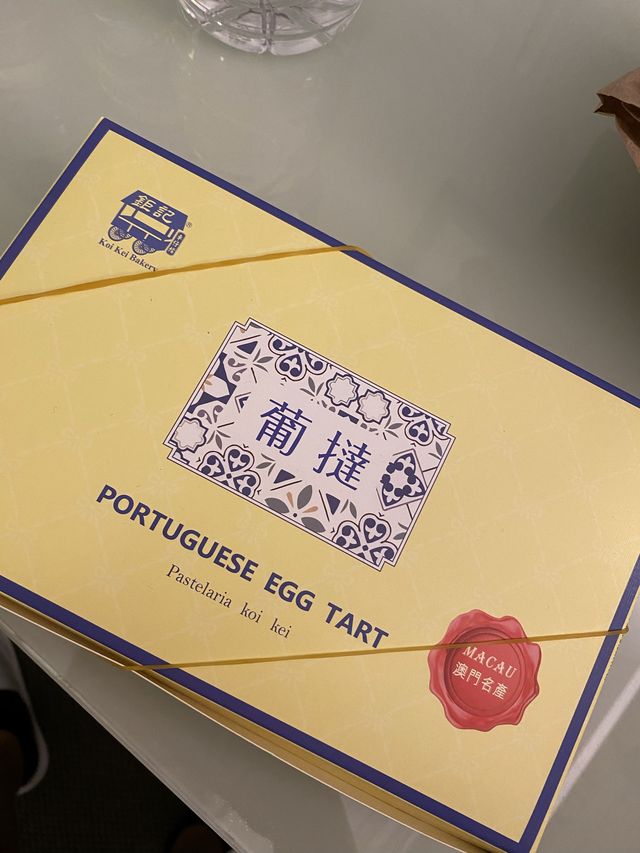 鉅記
®
Koi Kei Bakery
葡撻
PORTUGUESE EGG TART
Pastelaria koi kei
MACAU
澳門名產